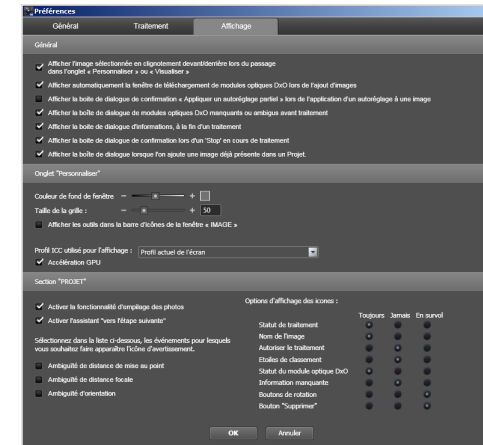 Préférences
Général Traitement Affichage
Général
Afficher l'image sélectionnée en clignotement devant/derrière lors du passage
dans l'onglet « Personnaliser » ou « Visualiser »
Afficher automatiquement la fenêtre de téléchargement de modules optiques DxO lors de l'ajout d'images
Afficher la boîte de dialogue de confirmation « Appliquer un autoréglage partiel » lors de l'application d'un autoréglage à une image
Afficher la boîte de dialogue de modules optiques DxO manquants ou ambigus avant traitement
Afficher la boîte de dialogue d'informations, à la fin d'un traitement
Afficher la boîte de dialogue de confirmation lors d'un 'Stop' en cours de traitement
Afficher la boîte de dialogue lorsque l'on ajoute une image déjà présente dans un Projet.
Onglet "Personnaliser"
Couleur de fond de fenêtre − +
Taille de la grille : − + 50
Afficher les outils dans la barre d'icônes de la fenêtre « IMAGE »
Profil ICC utilisé pour l'affichage : Profil actuel de l'écran
Accélération GPU
Section "PROJET"
Activer la fonctionnalité d'empilage des photos
Activer l'assistant "vers l'étape suivante"
Sélectionnez dans la liste ci-dessous, les événements pour lesquels
vous souhaitez faire apparaître l'icône d'avertissement.
Ambiguïté de distance de mise au point
Ambiguïté de distance focale
Ambiguïté d'orientation
Options d'affichage des icones :
Toujours Jamais En survol
Statut de traitement
Nom de l'image
Autoriser le traitement
Etoiles de classement
Statut du module optique DxO
Information manquante
Boutons de rotation
Bouton "Supprimer"
OK Annuler